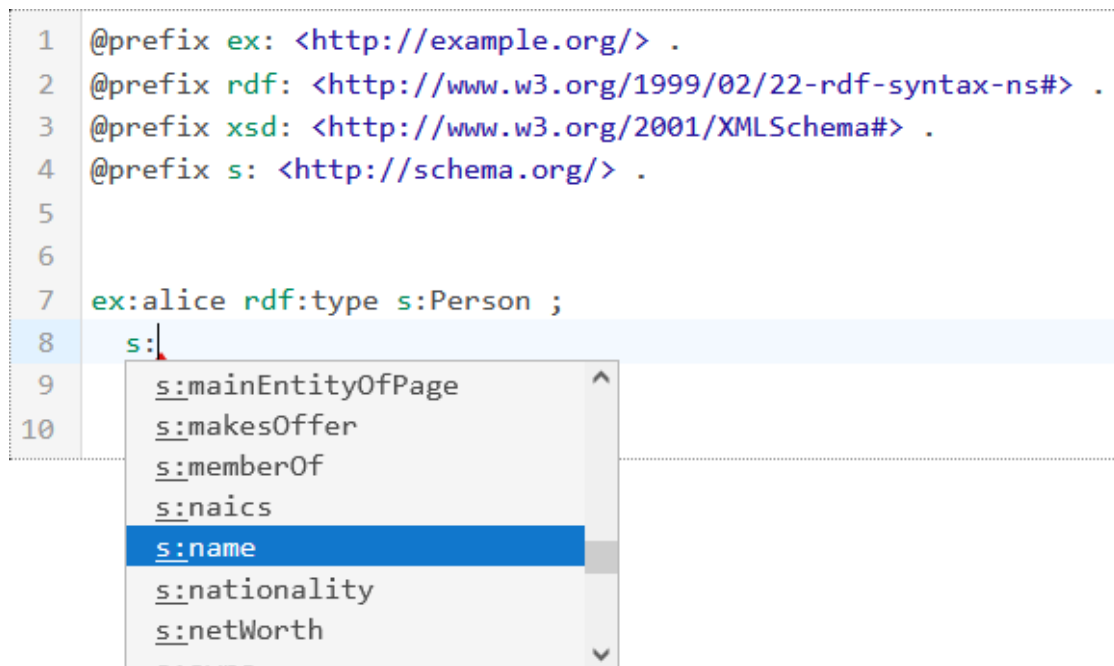 1 @prefix ex: <http://example.org/> .
2 @prefix rdf: <http://www.w3.org/1999/02/22-rdf-syntax-ns#> .
3 @prefix xsd: <http://www.w3.org/2001/XMLSchema#> .
4 @prefix s: <http://schema.org/> .
5
6
7 ex:alice rdf:type s:Person ;
8 s:
9
10
s:mainEntityOfPage
s:makesOffer
s:memberOf
s:naics
s:name
s:nationality
s:netWorth